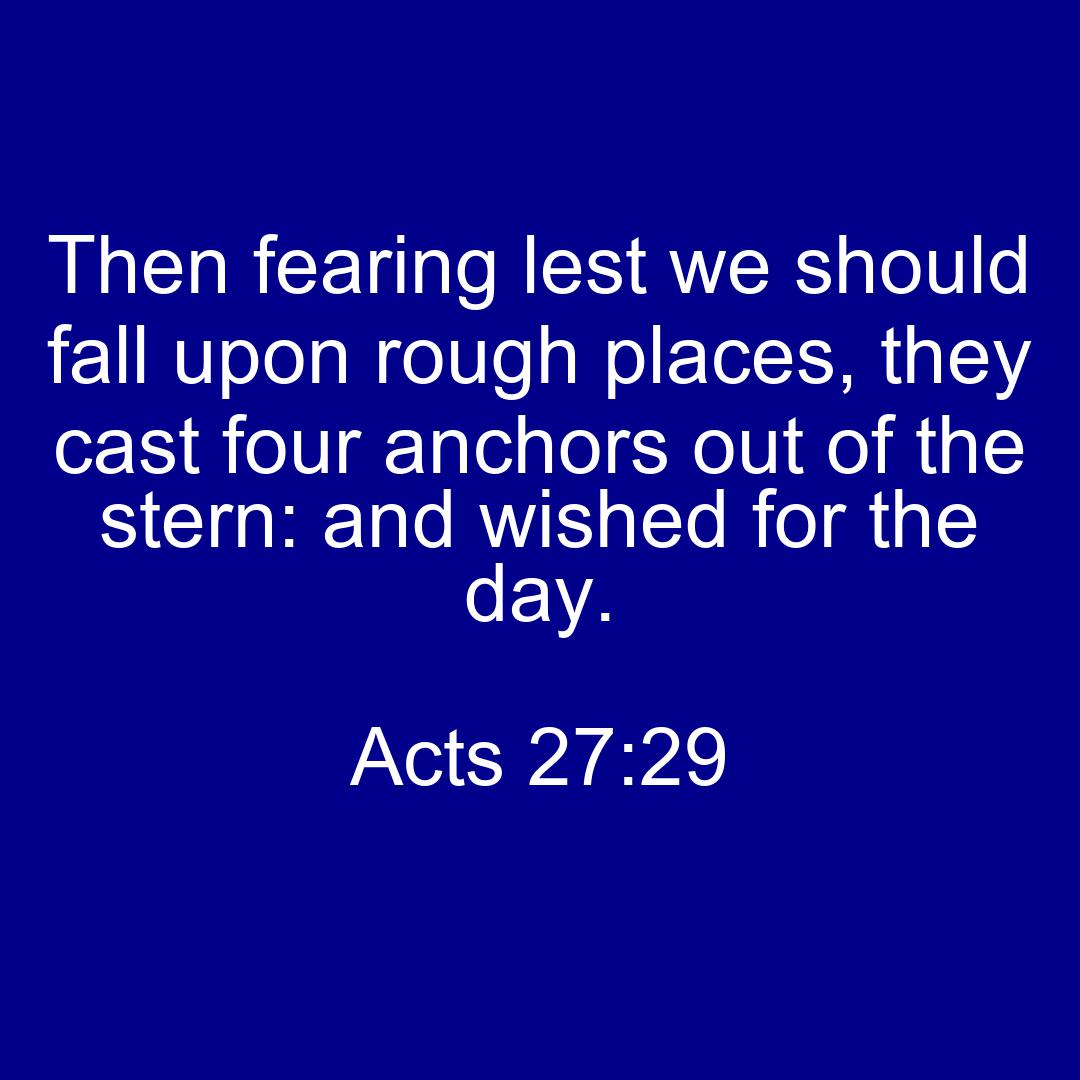 Then fearing lest we should
fall upon rough places, they
cast four anchors out of the
stern: and wished for the
day.
Acts 27:29